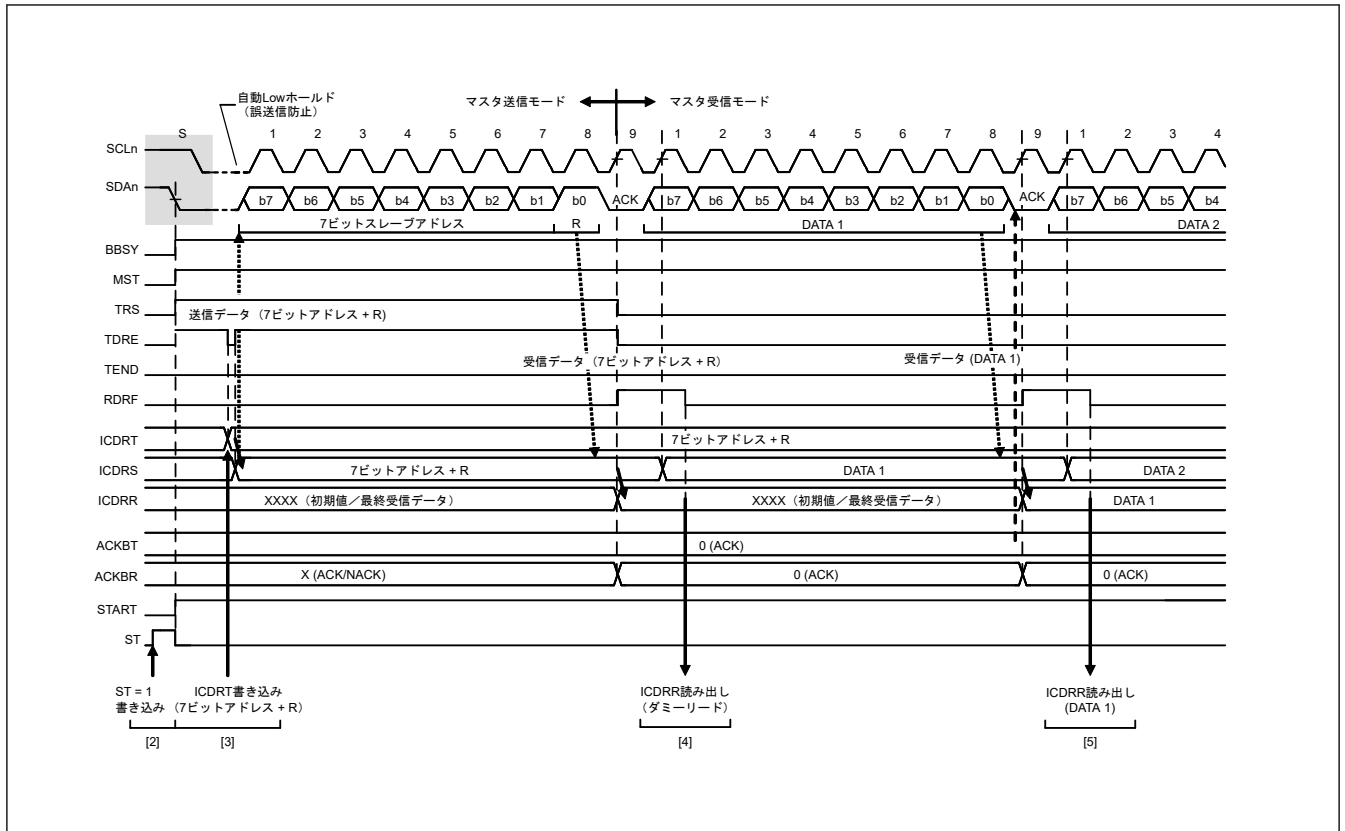 自動Lowホールド
（誤送信防止）
マスタ送信モード
マスタ受信モード
S 1 2 3 4 5 6 7 8 9 1 2 3 4 5 6 7 8 9 1 2 3 4
SCLn
SDAn
b7 b6 b5 b4 b3 b2 b1 b0 ACK b7 b6 b5 b4 b3 b2 b1 b0 ACK b7 b6 b5 b4
7ビットスレーブアドレス R DATA 1 DATA 2
BBSY
MST
TRS
送信データ（7ビットアドレス + R)
TDRE
受信データ（7ビットアドレス + R）
受信データ (DATA 1)
TEND
RDRF
ICDRT
7ビットアドレス + R
ICDRS
7ビットアドレス + R DATA 1 DATA 2
ICDRR
XXXX（初期値／最終受信データ） XXXX（初期値／最終受信データ） DATA 1
ACKBT
0 (ACK)
ACKBR
X (ACK/NACK) 0 (ACK) 0 (ACK)
START
ST
ST = 1
書き込み
ICDRT書き込み
（7ビットアドレス + R）
ICDRR読み出し
（ダミーリード）
ICDRR読み出し
(DATA 1)
[2] [3] [4] [5]